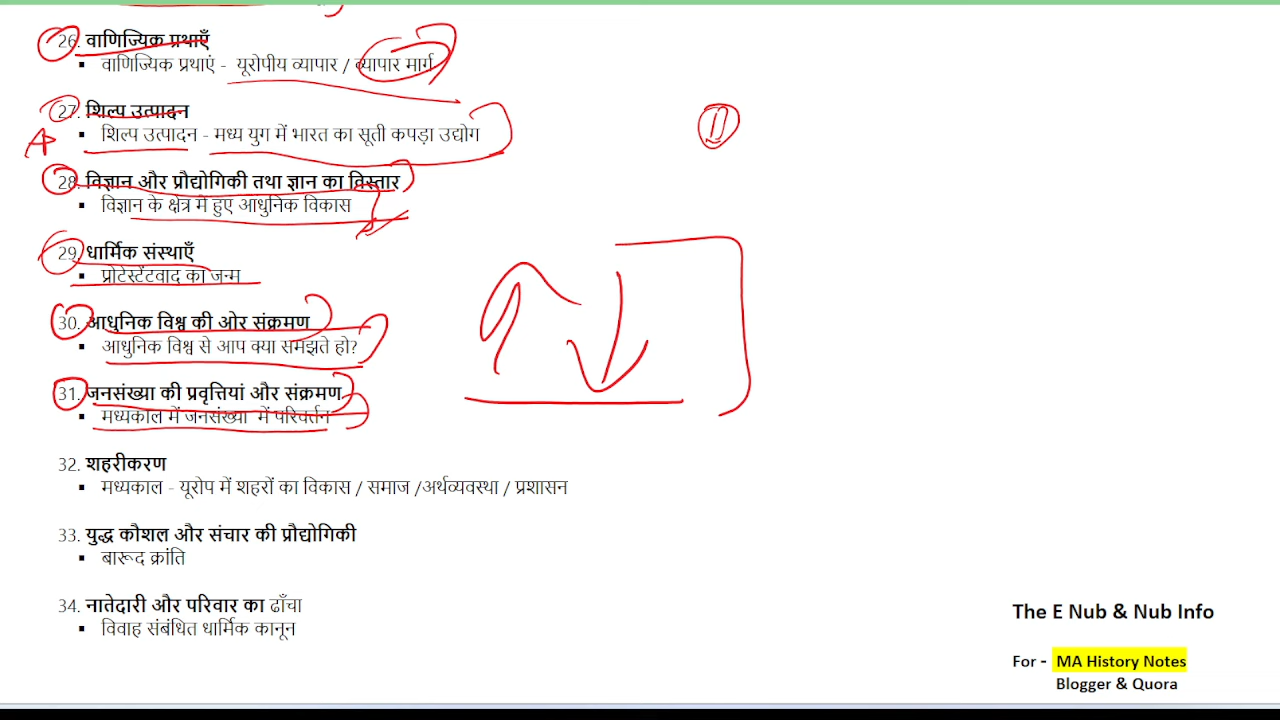 26. वाणिज्यिक प्रथाएँ
▪ वाणिज्यिक प्रथाएं - यूरोपीय व्यापार / व्यापार मार्ग
27. शिल्प उत्पादन
▪ शिल्प उत्पादन - मध्य युग में भारत का सूती कपड़ा उद्योग
28. विज्ञान और प्रौद्योगिकी तथा ज्ञान का विस्तार
▪ विज्ञान के क्षेत्र में हुए आधुनिक विकास
29. धार्मिक संस्थाएँ
▪ प्रोटेस्टेंटवाद का जन्म
30. आधुनिक विश्व की ओर संक्रमण
▪ आधुनिक विश्व से आप क्या समझते हो?
31. जनसंख्या की प्रवृत्तियां और संक्रमण
▪ मध्यकाल में जनसंख्या में परिवर्तन
32. शहरीकरण
▪ मध्यकाल - यूरोप में शहरों का विकास / समाज /अर्थव्यवस्था / प्रशासन
33. युद्ध कौशल और संचार की प्रौद्योगिकी
▪ बारूद क्रांति
34. नातेदारी और परिवार का ढाँचा
▪ विवाह संबंधित धार्मिक कानून
The E Nub & Nub Info
For - MA History Notes
Blogger & Quora